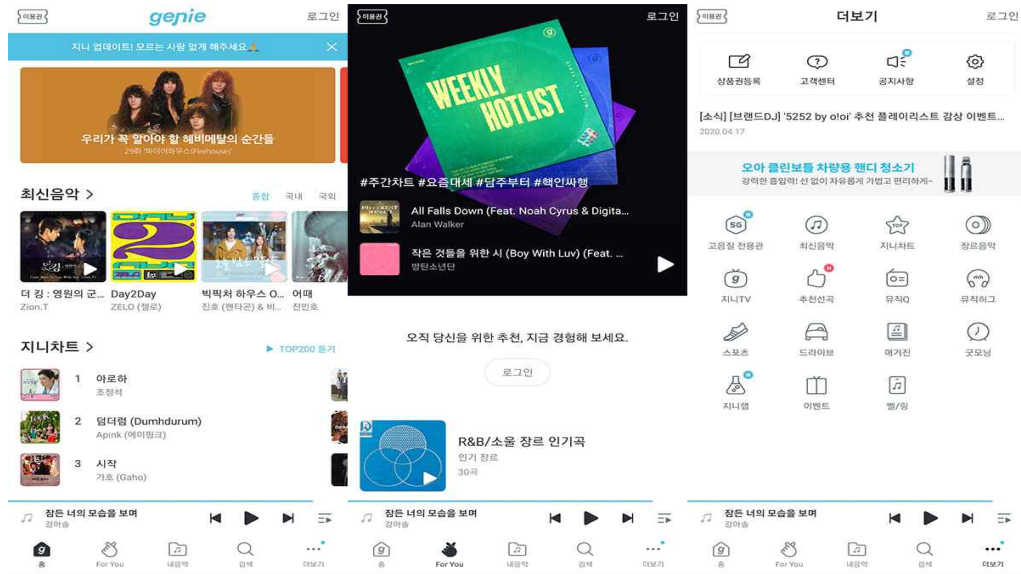 이용권
genie
로그인
지니 업데이트! 모르는 사람 없게 해주세요🙏
우리가 꼭 알아야 할 헤비메탈의 순간들
29회 '파이어하우스(Feehouse)'
최신음악
종합 국내 국외
더 킹 : 영원의 군...
Zion.T
Day2Day
ZELO (젤로)
빅픽처 하우스 O...
진호 (펜타곤) & 비...
어때
전민호
지니차트
TOP200 듣기
1 아로하
조정석
2 덤더럼 (Dumhdurum)
Apink (에이핑크)
3 시작
가호 (Gaho)
잠든 너의 모습을 보며
강아솔
홈 For You 내음악 검색 더보기
이용권
로그인
WEEKLY
HOTLIST
#주간차트 #요즘대세 #담주부터 #핵인싸행
All Falls Down (Feat. Noah Cyrus & Digita...
Alan Walker
작은 것들을 위한 시 (Boy With Luv) (Feat. ...
방탄소년단
오직 당신을 위한 추천, 지금 경험해 보세요.
로그인
R&B/소울 장르 인기곡
인기 장르
30곡
잠든 너의 모습을 보며
강아솔
홈 For You 내음악 검색 더보기
이용권
더보기
로그인
상품권등록 고객센터 공지사항 설정
[소식] [브랜드DJ] '5252 by o!oi' 추천 플레이리스트 감상 이벤트...
2020.04.17
오아 클린보틀 차량용 핸디 청소기
강력한 흡입력! 선 없이 자유롭게 가볍고 편리하게~
고음질 전용관 최신음악 지니차트 장르음악
지니TV 추천선곡 뮤직Q 뮤직허그
스포츠 드라이브 매거진 굿모닝
지니랩 이벤트 벨/링
잠든 너의 모습을 보며
강아솔
홈 For You 내음악 검색 더보기